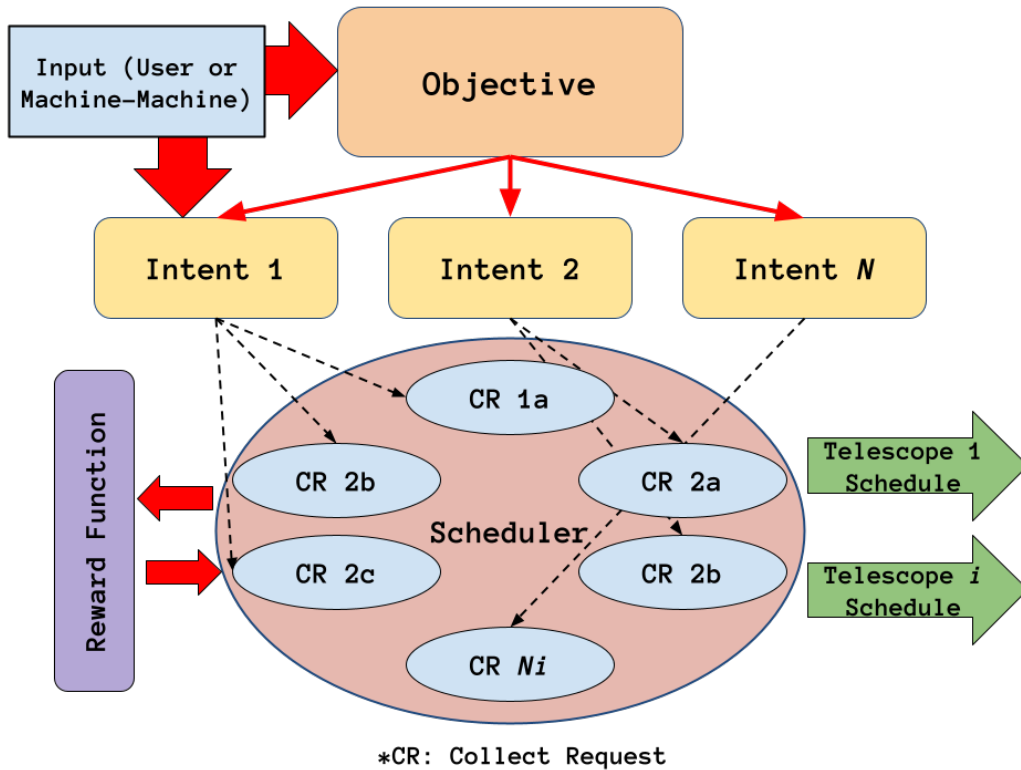 Input (User or
Machine-Machine)
Objective
Intent 1
Intent 2
Intent N
CR 1a
CR 2b
CR 2a
Scheduler
CR 2c
CR 2b
CR Ni
Reward Function
Telescope 1
Schedule
Telescope i
Schedule
*CR: Collect Request